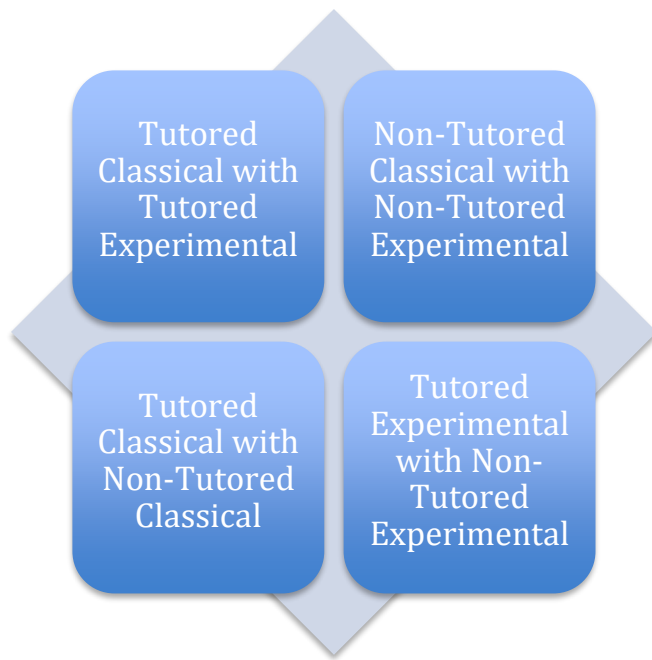 Tutored
Classical with
Tutored
Experimental
Non-Tutored
Classical with
Non-Tutored
Experimental
Tutored
Classical with
Non-Tutored
Classical
Tutored
Experimental
with Non-
Tutored
Experimental